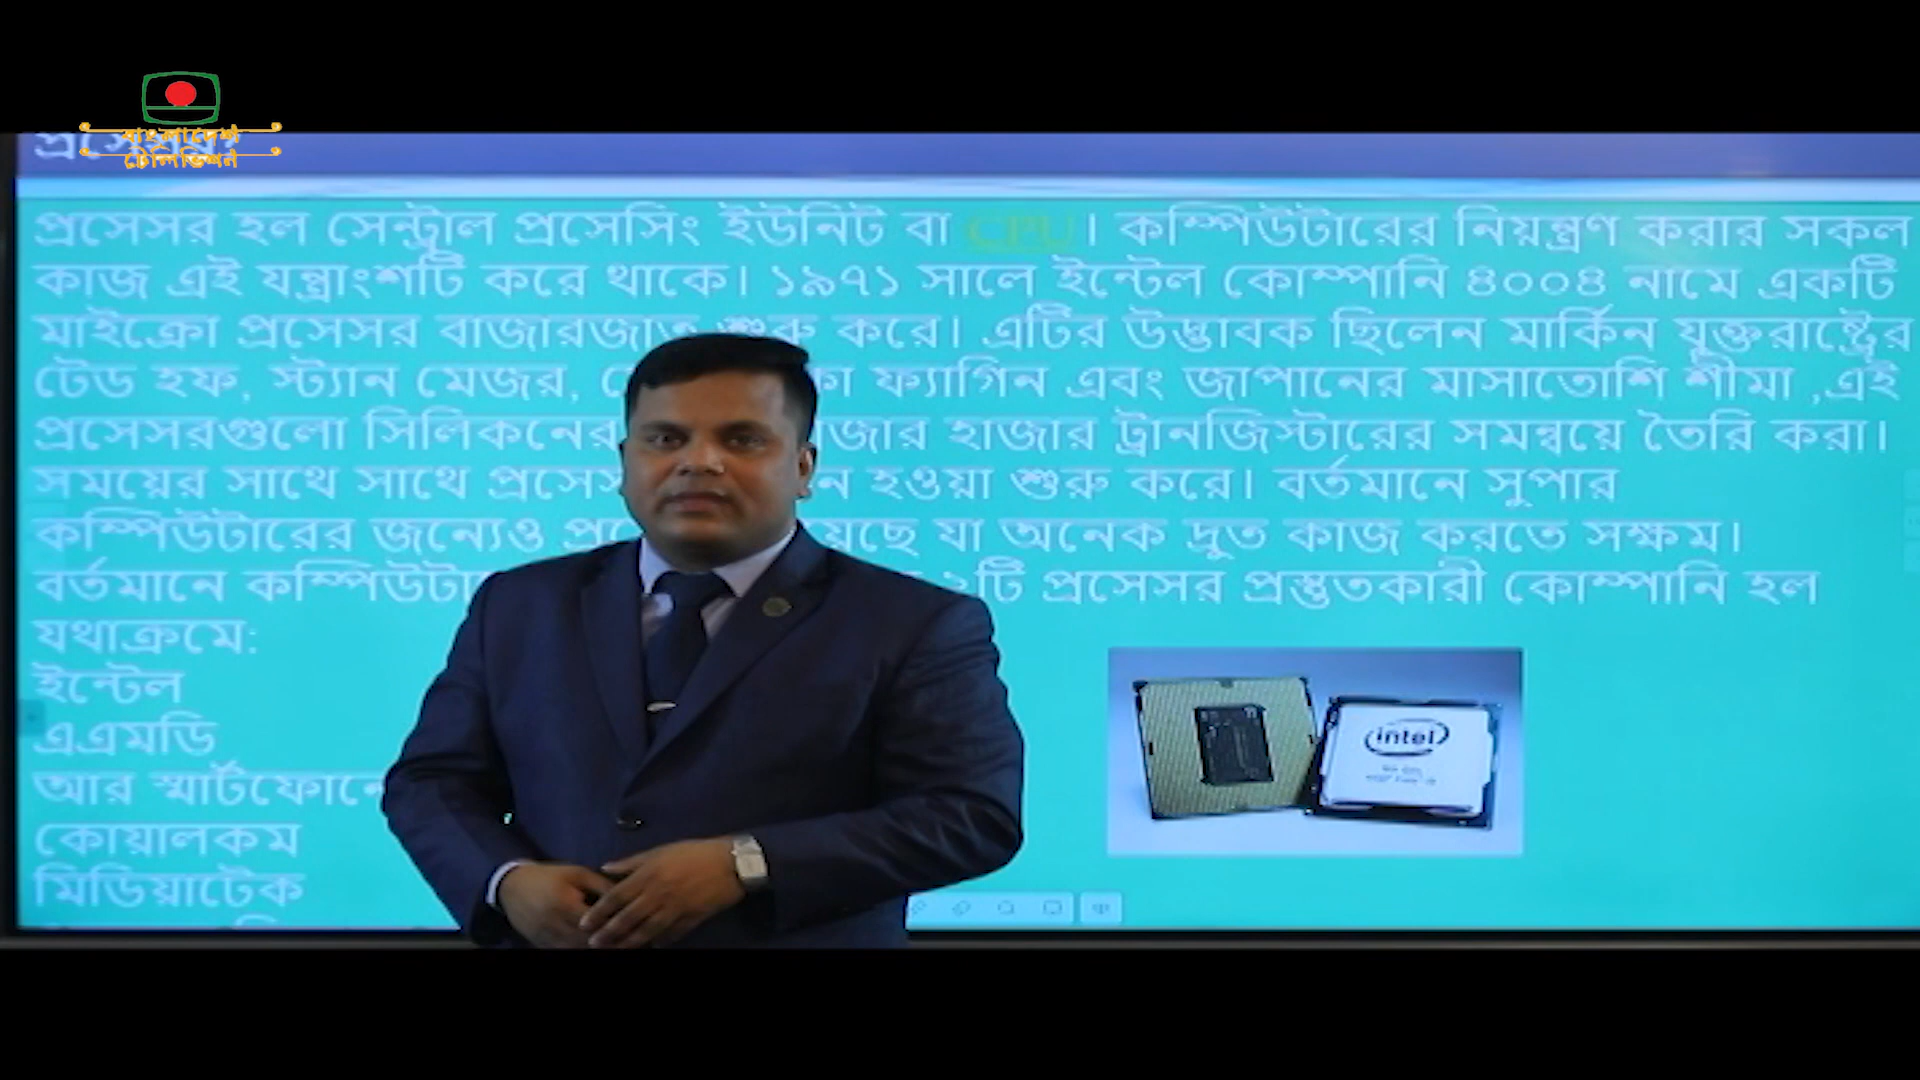 বাংলাদেশ
টেলিভিশন
প্রসেসর?
প্রসেসর হল সেন্ট্রাল প্রসেসিং ইউনিট বা CPU। কম্পিউটারের নিয়ন্ত্রণ করার সকল
কাজ এই যন্ত্রাংশটি করে থাকে। ১৯৭১ সালে ইন্টেল কোম্পানি ৪০০৪ নামে একটি
মাইক্রো প্রসেসর বাজারজাত শুরু করে। এটির উদ্ভাবক ছিলেন মার্কিন যুক্তরাষ্ট্রের
টেড হফ, স্ট্যান মেজর, ফ্যাগিন এবং জাপানের মাসাতোশি শীমা ,এই
প্রসেসরগুলো সিলিকনের হাজার ট্রানজিস্টারের সমন্বয়ে তৈরি করা।
সময়ের সাথে সাথে হওয়া শুরু করে। বর্তমানে সুপার
কম্পিউটারের জন্যেও যা অনেক দ্রুত কাজ করতে সক্ষম।
বর্তমানে ২টি প্রসেসর প্রস্তুতকারী কোম্পানি হল
যথাক্রমে:
ইন্টেল
এএমডি
আর স্মার্টফোনে
কোয়ালকম
মিডিয়াটেক
intel